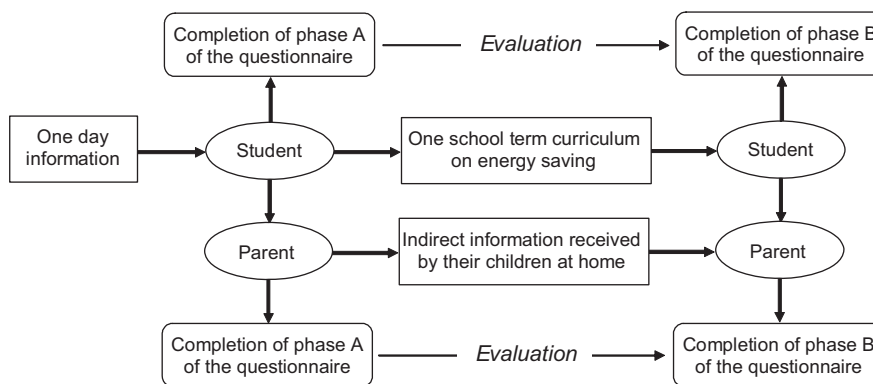 Completion of phase A
of the questionnaire
Evaluation
Completion of phase B
of the questionnaire
One day
information
Student
One school term curriculum
on energy saving
Student
Parent
Indirect information received
by their children at home
Parent
Completion of phase A
of the questionnaire
Evaluation
Completion of phase B
of the questionnaire